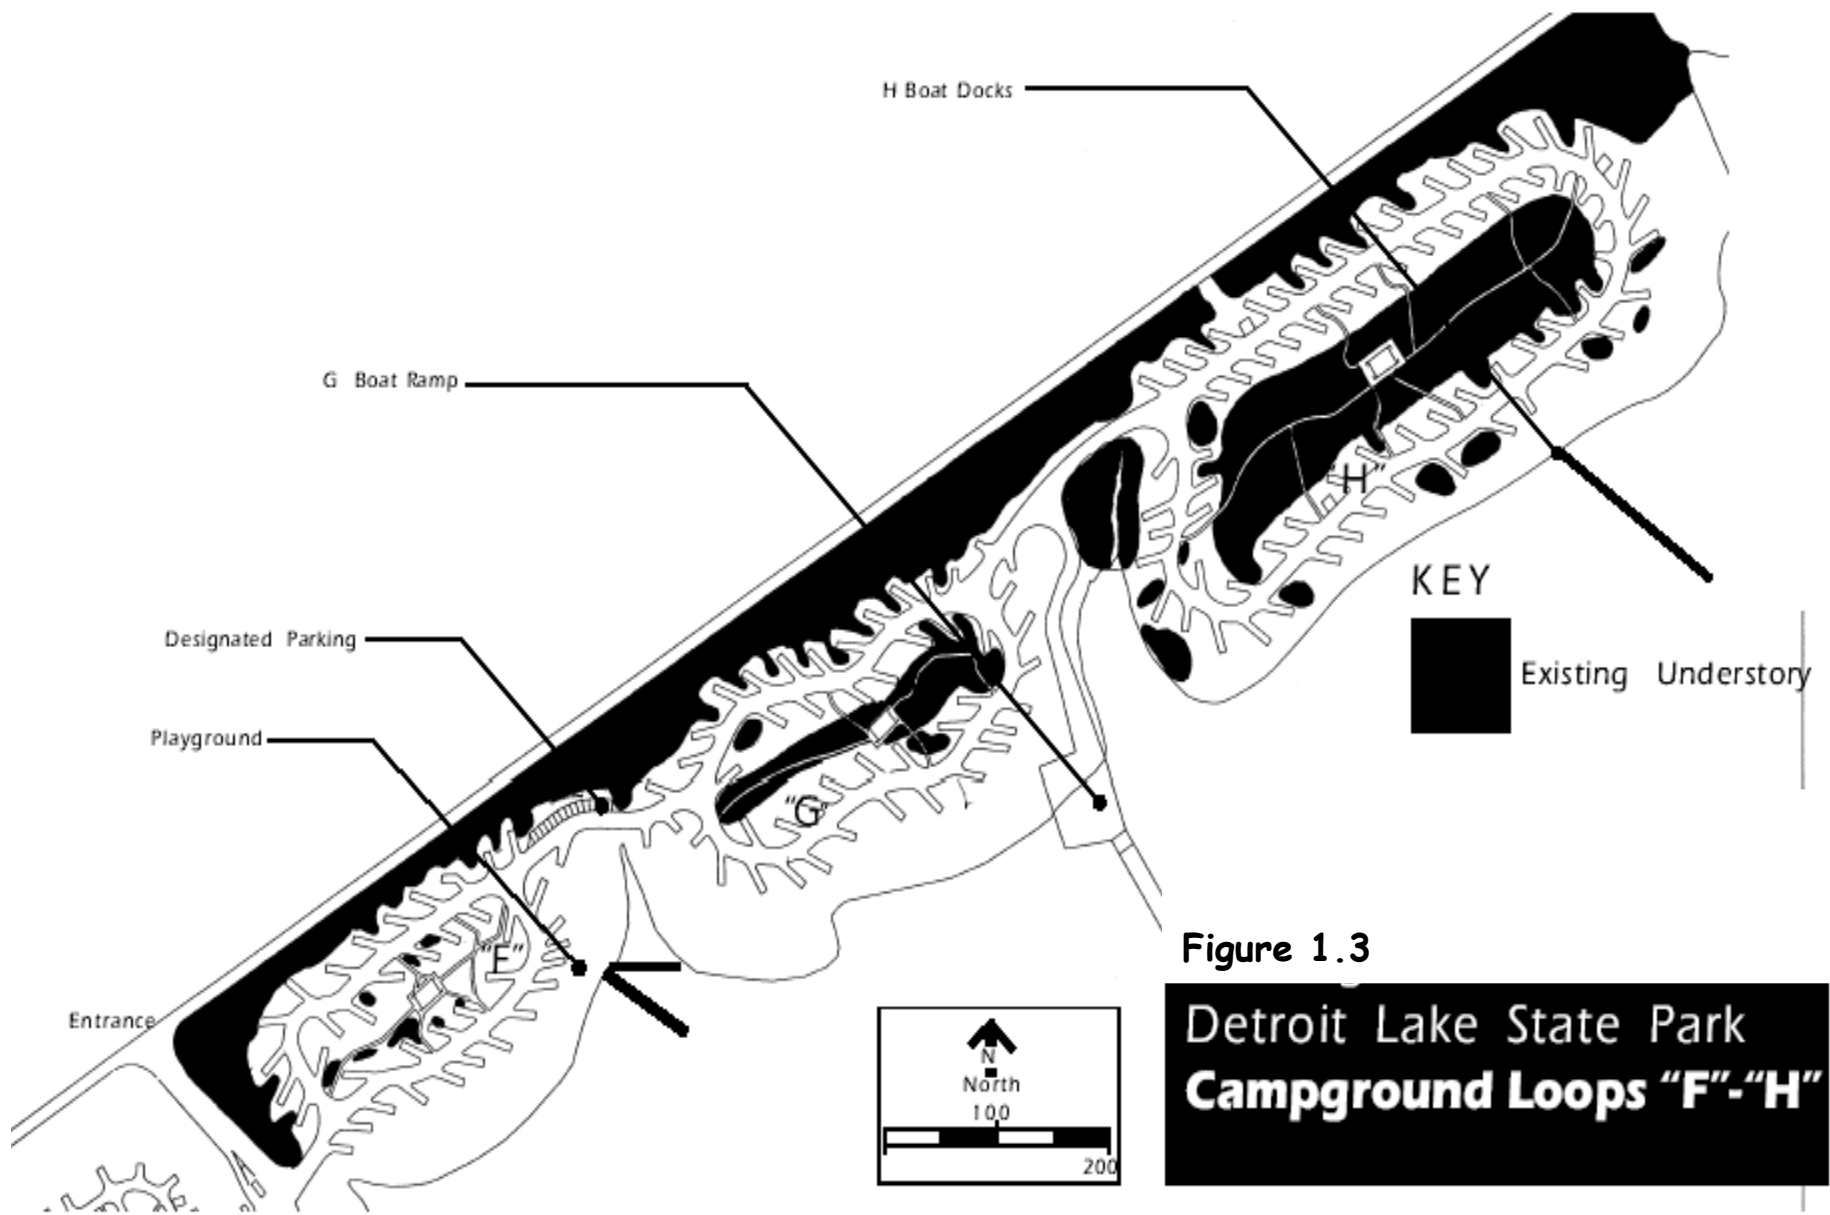 H Boat Docks
G Boat Ramp
Designated Parking
Playground
Entrance
"F"
"G"
"H"
KEY
Existing Understory
N
North
100
200
Figure 1.3
Detroit Lake State Park
Campground Loops “F”-“H”